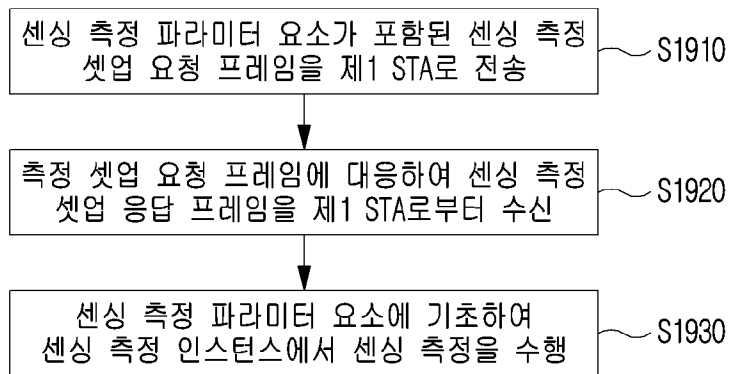 센싱 측정 파라미터 요소가 포함된 센싱 측정
셋업 요청 프레임을 제1 STA로 전송
S1910
측정 셋업 요청 프레임에 대응하여 센싱 측정
셋업 응답 프레임을 제1 STA로부터 수신
S1920
센싱 측정 파라미터 요소에 기초하여
센싱 측정 인스턴스에서 센싱 측정을 수행
S1930